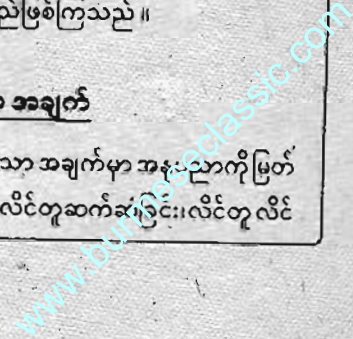 ည်ဖြစ်ကြသည်။
အချက်
သော အချက်မှာ အနုပညာကို မြတ်
လိင်တူဆက်ဆံခြင်း၊ လိင်တူ လိင်
www.burmeseclassic.com